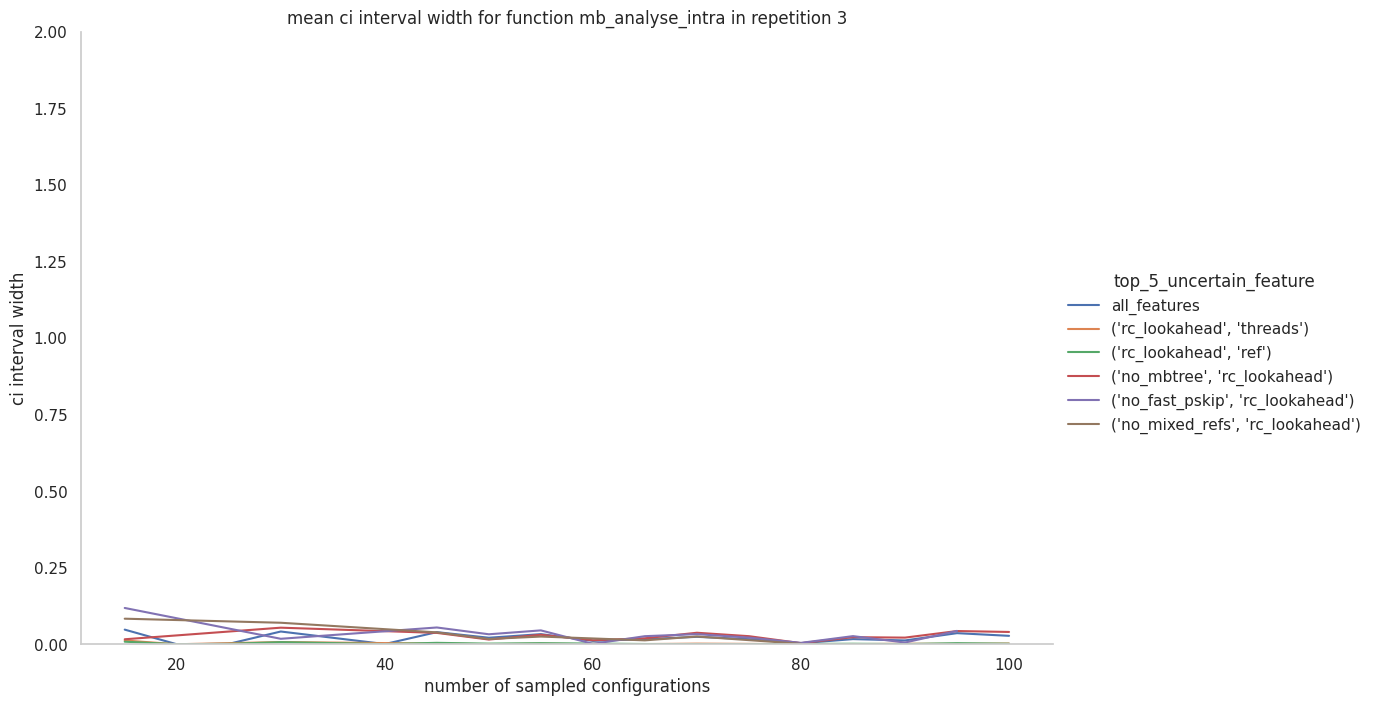 mean ci interval width for function mb_analyse_intra in repetition 3
2.00
1.75
1.50
1.25
1.00
0.75
0.50
0.25
0.00
ci interval width
20
40
60
80
100
number of sampled configurations
top_5_uncertain_feature
all_features
('rc_lookahead', 'threads')
('rc_lookahead', 'ref')
('no_mbtree', 'rc_lookahead')
('no_fast_pskip', 'rc_lookahead')
('no_mixed_refs', 'rc_lookahead')